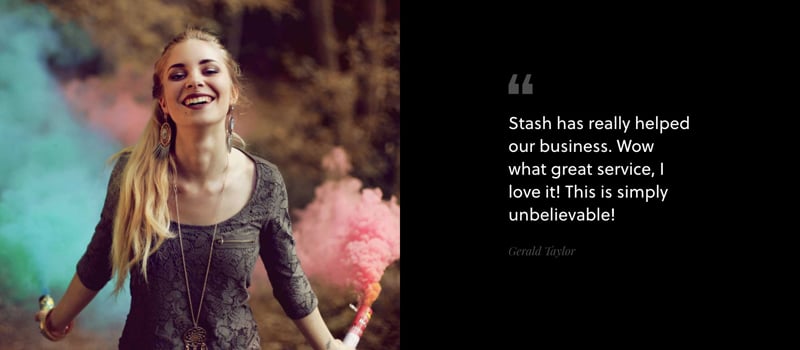 “
Stash has really helped
our business. Wow
what great service, I
love it! This is simply
unbelievable!
Gerald Taylor